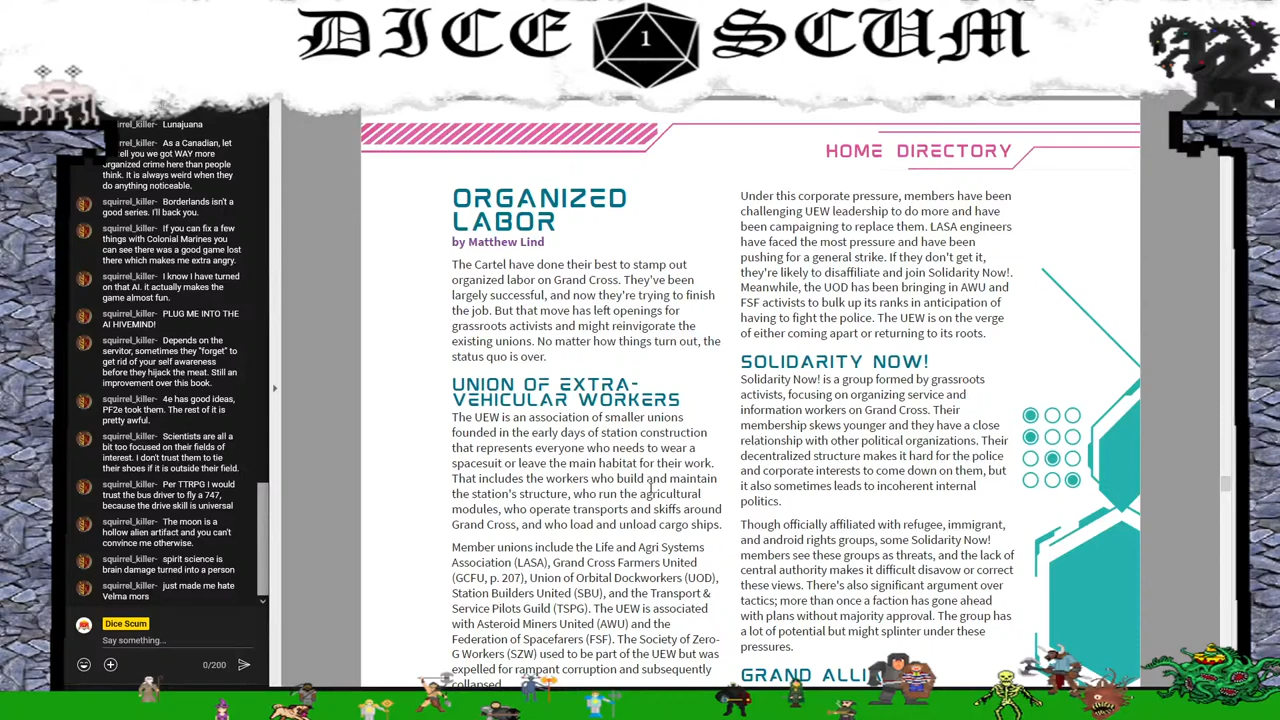 DICE 1 SCUM
squirrel_killer- Lunajuana
squirrel_killer- As a Canadian, let
tell you we got WAY more
organized crime here than people
think. It is always weird when they
do anything noticeable.
squirrel_killer- Borderlands isn't a
good series. I'll back you.
squirrel_killer- If you can fix a few
things with Colonial Marines you
can see there was a good game lost
there which makes me extra angry.
squirrel_killer- I know I have turned
on that AI. it actually makes the
game almost fun.
squirrel_killer- PLUG ME INTO THE
AI HIVEMIND!
squirrel_killer- Depends on the
servitor, sometimes they "forget" to
get rid of your self awareness
before they hijack the meat. Still an
improvement over this book.
squirrel_killer- 4e has good ideas,
PF2e took them. The rest of it is
pretty awful.
squirrel_killer- Scientists are all a
bit too focused on their fields of
interest. I don't trust them to tie
their shoes if it is outside their field.
squirrel_killer- Per TTRPG I would
trust the bus driver to fly a 747,
because the drive skill is universal
squirrel_killer- The moon is a
hollow alien artifact and you can't
convince me otherwise.
squirrel_killer- spirit science is
brain damage turned into a person
squirrel_killer- just made me hate
Velma mors
Dice Scum
Say something...
0/200
HOME DIRECTORY
ORGANIZED
LABOR
by Matthew Lind
The Cartel have done their best to stamp out
organized labor on Grand Cross. They've been
largely successful, and now they're trying to finish
the job. But that move has left openings for
grassroots activists and might reinvigorate the
existing unions. No matter how things turn out, the
status quo is over.
UNION OF EXTRA-
VEHICULAR WORKERS
The UEW is an association of smaller unions
founded in the early days of station construction
that represents everyone who needs to wear a
spacesuit or leave the main habitat for their work.
That includes the workers who build and maintain
the station's structure, who run the agricultural
modules, who operate transports and skiffs around
Grand Cross, and who load and unload cargo ships.
Member unions include the Life and Agri Systems
Association (LASA), Grand Cross Farmers United
(GCFU, p. 207), Union of Orbital Dockworkers (UOD),
Station Builders United (SBU), and the Transport &
Service Pilots Guild (TSPG). The UEW is associated
with Asteroid Miners United (AWU) and the
Federation of Spacefarers (FSF). The Society of Zero-
G Workers (SZW) used to be part of the UEW but was
expelled for rampant corruption and subsequently
collapsed.
Under this corporate pressure, members have been
challenging UEW leadership to do more and have
been campaigning to replace them. LASA engineers
have faced the most pressure and have been
pushing for a general strike. If they don't get it,
they're likely to disaffiliate and join Solidarity Now!.
Meanwhile, the UOD has been bringing in AWU and
FSF activists to bulk up its ranks in anticipation of
having to fight the police. The UEW is on the verge
of either coming apart or returning to its roots.
SOLIDARITY NOW!
Solidarity Now! is a group formed by grassroots
activists, focusing on organizing service and
information workers on Grand Cross. Their
membership skews younger and they have a close
relationship with other political organizations. Their
decentralized structure makes it hard for the police
and corporate interests to come down on them, but
it also sometimes leads to incoherent internal
politics.
Though officially affiliated with refugee, immigrant,
and android rights groups, some Solidarity Now!
members see these groups as threats, and the lack of
central authority makes it difficult disavow or correct
these views. There's also significant argument over
tactics; more than once a faction has gone ahead
with plans without majority approval. The group has
a lot of potential but might splinter under these
pressures.
GRAND ALLI